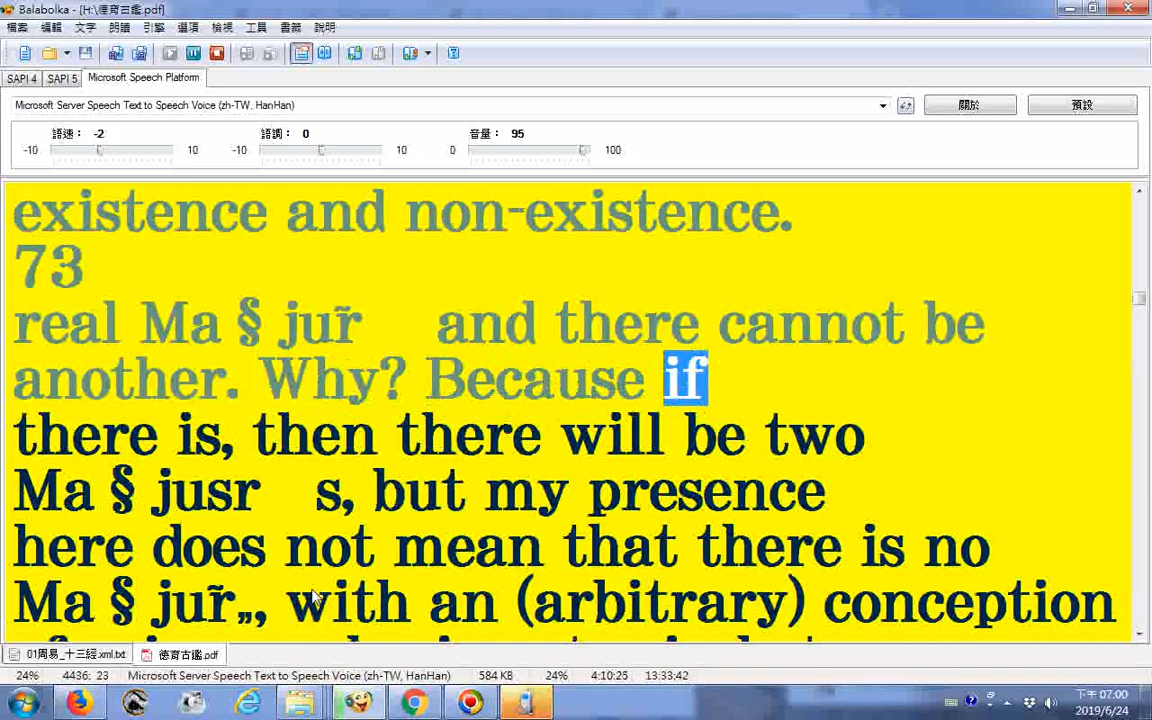 Balabolka - [H:\德育古鑑.pdf]
檔案 編輯 文字 朗讀 引擎 選項 檢視 工具 書籤 說明
SAPI 4 SAPI 5 Microsoft Speech Platform
Microsoft Server Speech Text to Speech Voice (zh-TW, HanHan) 關於 預設
語速： -2 語調： 0 音量： 95
-10 10 -10 10 0 100
existence and non-existence.
73
real Ma § jur̃ and there cannot be
another. Why? Because if
there is, then there will be two
Ma § jusr s, but my presence
here does not mean that there is no
Ma § jur̃„, with an (arbitrary) conception
01周易_十三經.xml.txt 德育古鑑.pdf
24% 4436: 23 Microsoft Server Speech Text to Speech Voice (zh-TW, HanHan) 584 KB 24% 4:10:25 13:33:42
下午 07:00
2019/6/24